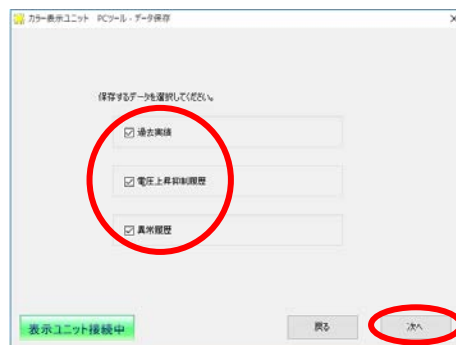 カラー表示ユニット PCツール - データ保存
保存するデータを選択してください。
過去実績
電圧上昇抑制履歴
異常履歴
表示ユニット接続中
戻る
次へ